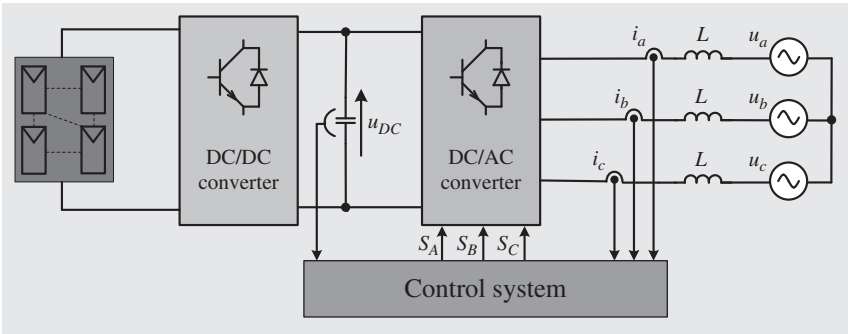 i_a L u_a
i_b L u_b
i_c L u_c
u_DC
DC/DC
converter
DC/AC
converter
S_A S_B S_C
Control system